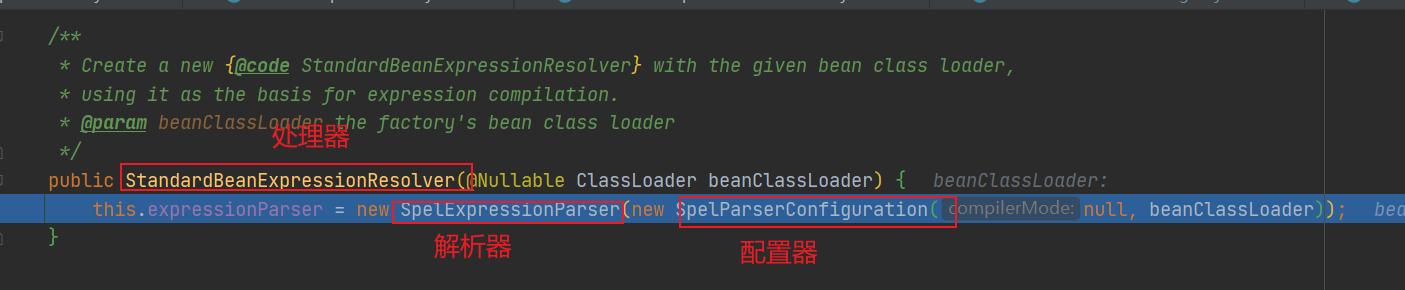 /**
* Create a new {@code StandardBeanExpressionResolver} with the given bean class loader,
* using it as the basis for expression compilation.
* @param beanClassLoader the factory's bean class loader
处理器
*/
public StandardBeanExpressionResolver(@Nullable ClassLoader beanClassLoader) { beanClassLoader:
this.expressionParser = new SpelExpressionParser(new SpelParserConfiguration( compilerMode: null, beanClassLoader)); bea
}
解析器
配置器